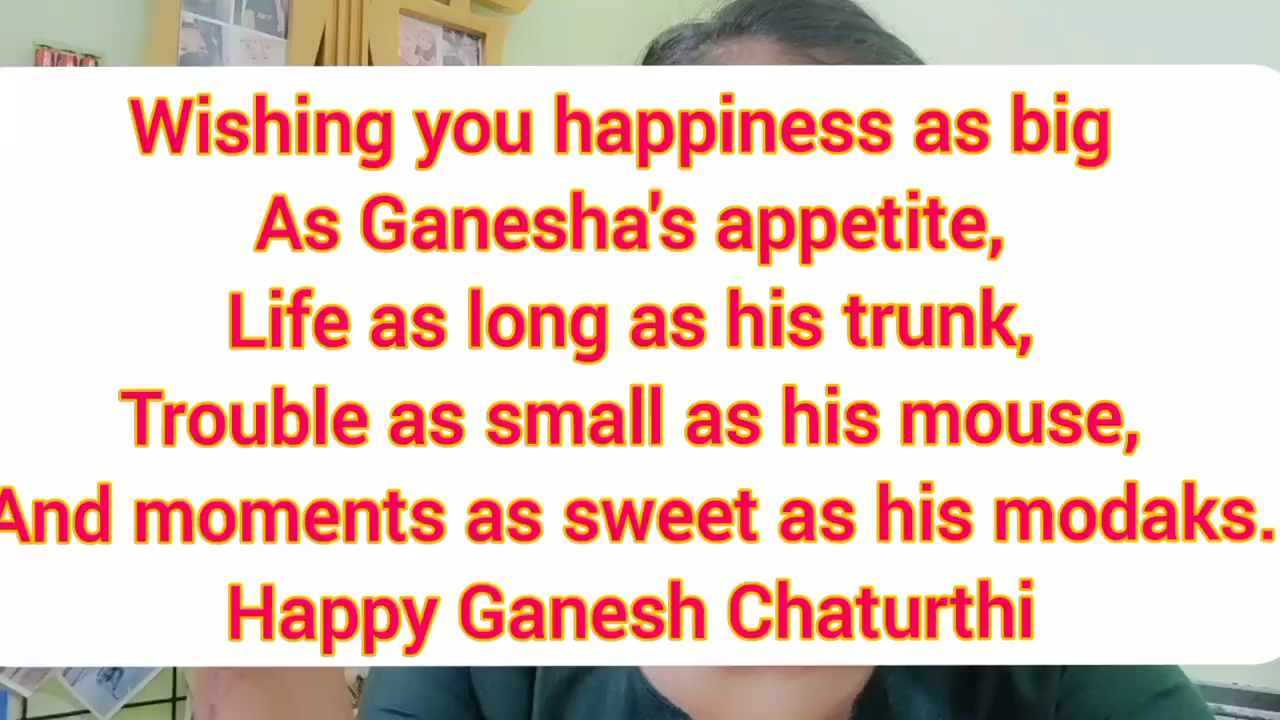 Wishing you happiness as big
As Ganesha's appetite,
Life as long as his trunk,
Trouble as small as his mouse,
And moments as sweet as his modaks.
Happy Ganesh Chaturthi